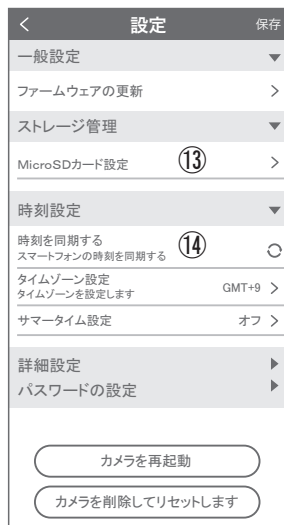 設定 保存
一般設定
ファームウェアの更新
ストレージ管理
MicroSDカード設定 ⑬
時刻設定
時刻を同期する ⑭
スマートフォンの時刻を同期する
タイムゾーン設定
タイムゾーンを設定します GMT+9
サマータイム設定 オフ
詳細設定
パスワードの設定
カメラを再起動
カメラを削除してリセットします